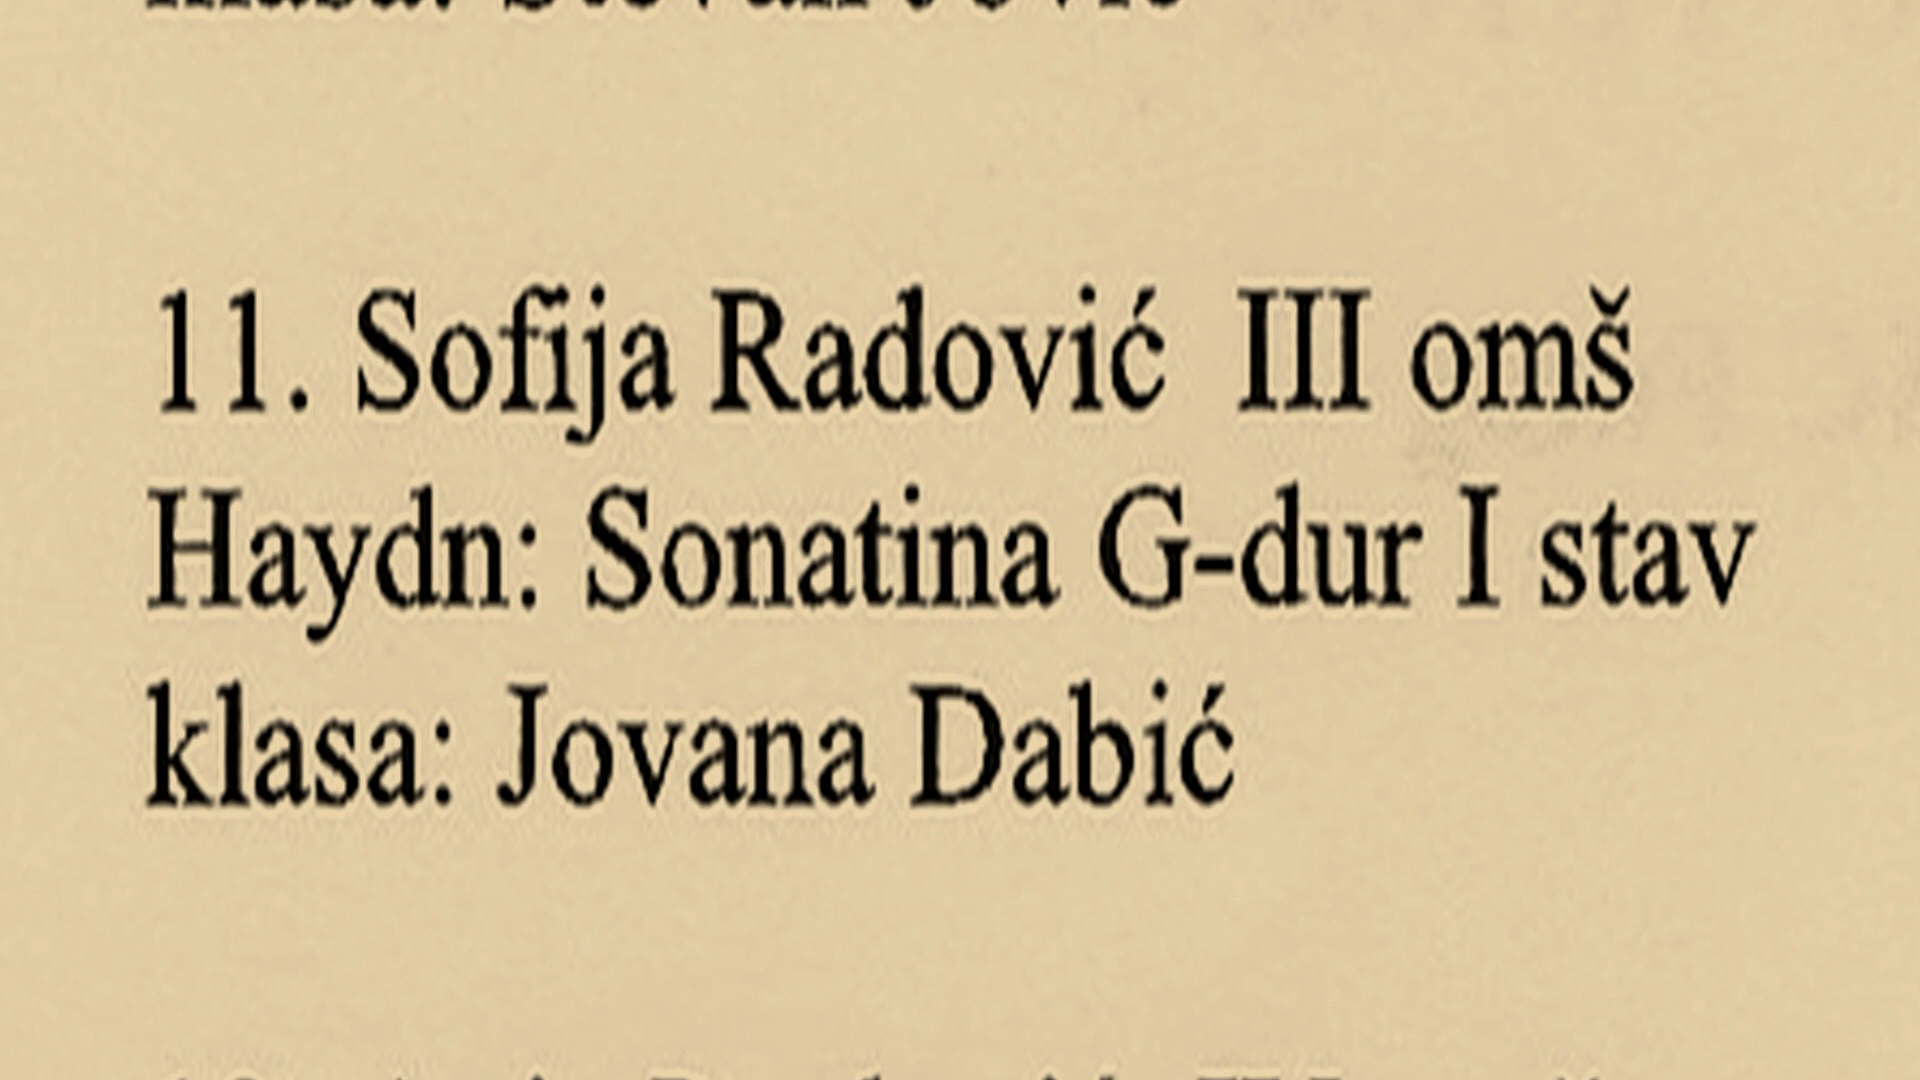 11. Sofija Radović  III omš
Haydn: Sonatina G-dur I stav
klasa: Jovana Dabić